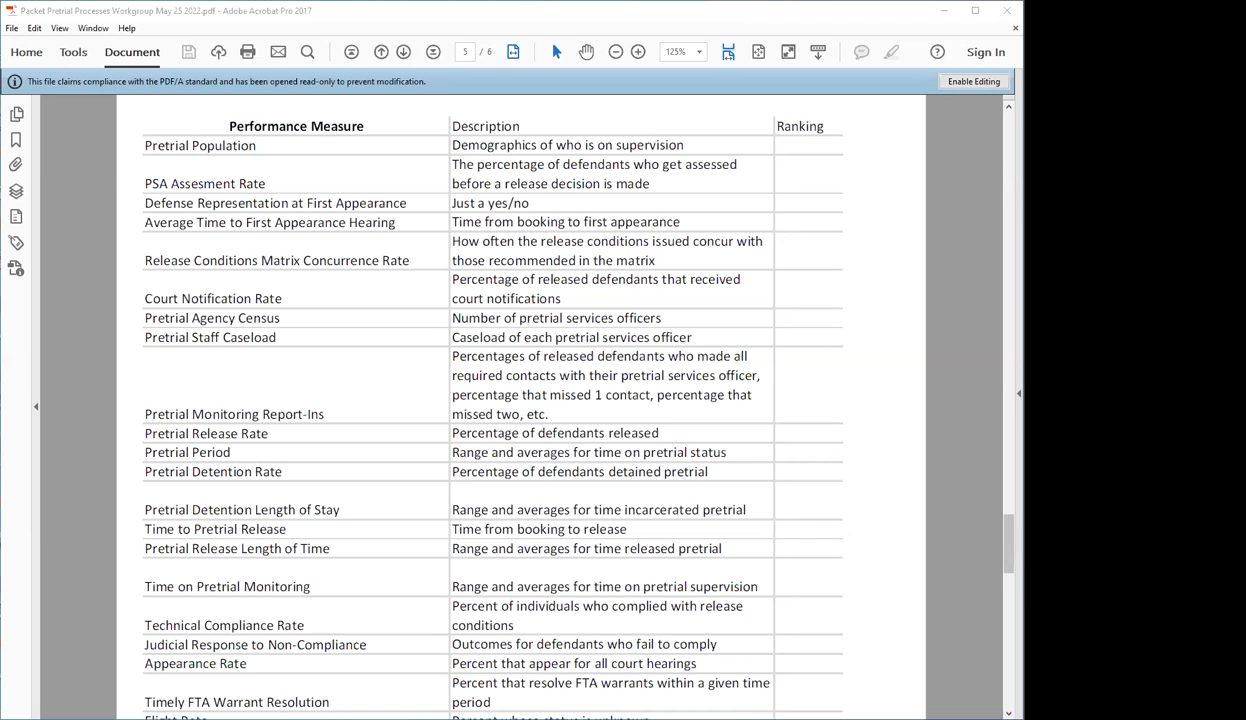 Packet Pretrial Processes Workgroup May 25 2022.pdf - Adobe Acrobat Pro 2017
File Edit View Window Help
Home Tools Document 5 / 6 125% Sign In
This file claims compliance with the PDF/A standard and has been opened read-only to prevent modification. Enable Editing
Performance Measure Description Ranking
Pretrial Population Demographics of who is on supervision
The percentage of defendants who get assessed
PSA Assesment Rate before a release decision is made
Defense Representation at First Appearance Just a yes/no
Average Time to First Appearance Hearing Time from booking to first appearance
How often the release conditions issued concur with
Release Conditions Matrix Concurrence Rate those recommended in the matrix
Percentage of released defendants that received
Court Notification Rate court notifications
Pretrial Agency Census Number of pretrial services officers
Pretrial Staff Caseload Caseload of each pretrial services officer
Percentages of released defendants who made all
required contacts with their pretrial services officer,
percentage that missed 1 contact, percentage that
Pretrial Monitoring Report-Ins missed two, etc.
Pretrial Release Rate Percentage of defendants released
Pretrial Period Range and averages for time on pretrial status
Pretrial Detention Rate Percentage of defendants detained pretrial
Pretrial Detention Length of Stay Range and averages for time incarcerated pretrial
Time to Pretrial Release Time from booking to release
Pretrial Release Length of Time Range and averages for time released pretrial
Time on Pretrial Monitoring Range and averages for time on pretrial supervision
Percent of individuals who complied with release
Technical Compliance Rate conditions
Judicial Response to Non-Compliance Outcomes for defendants who fail to comply
Appearance Rate Percent that appear for all court hearings
Percent that resolve FTA warrants within a given time
Timely FTA Warrant Resolution period
Flight Rate Percent whose status is unknown